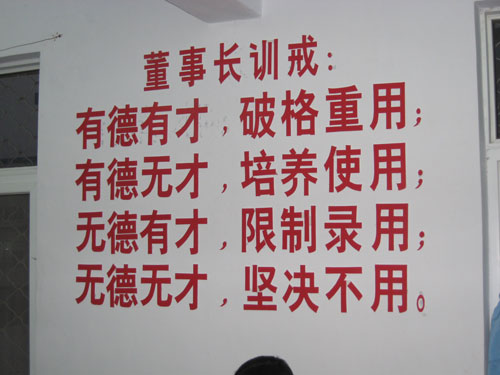 董事长训戒：
有德有才，破格重用；
有德无才，培养使用；
无德有才，限制录用；
无德无才，坚决不用。